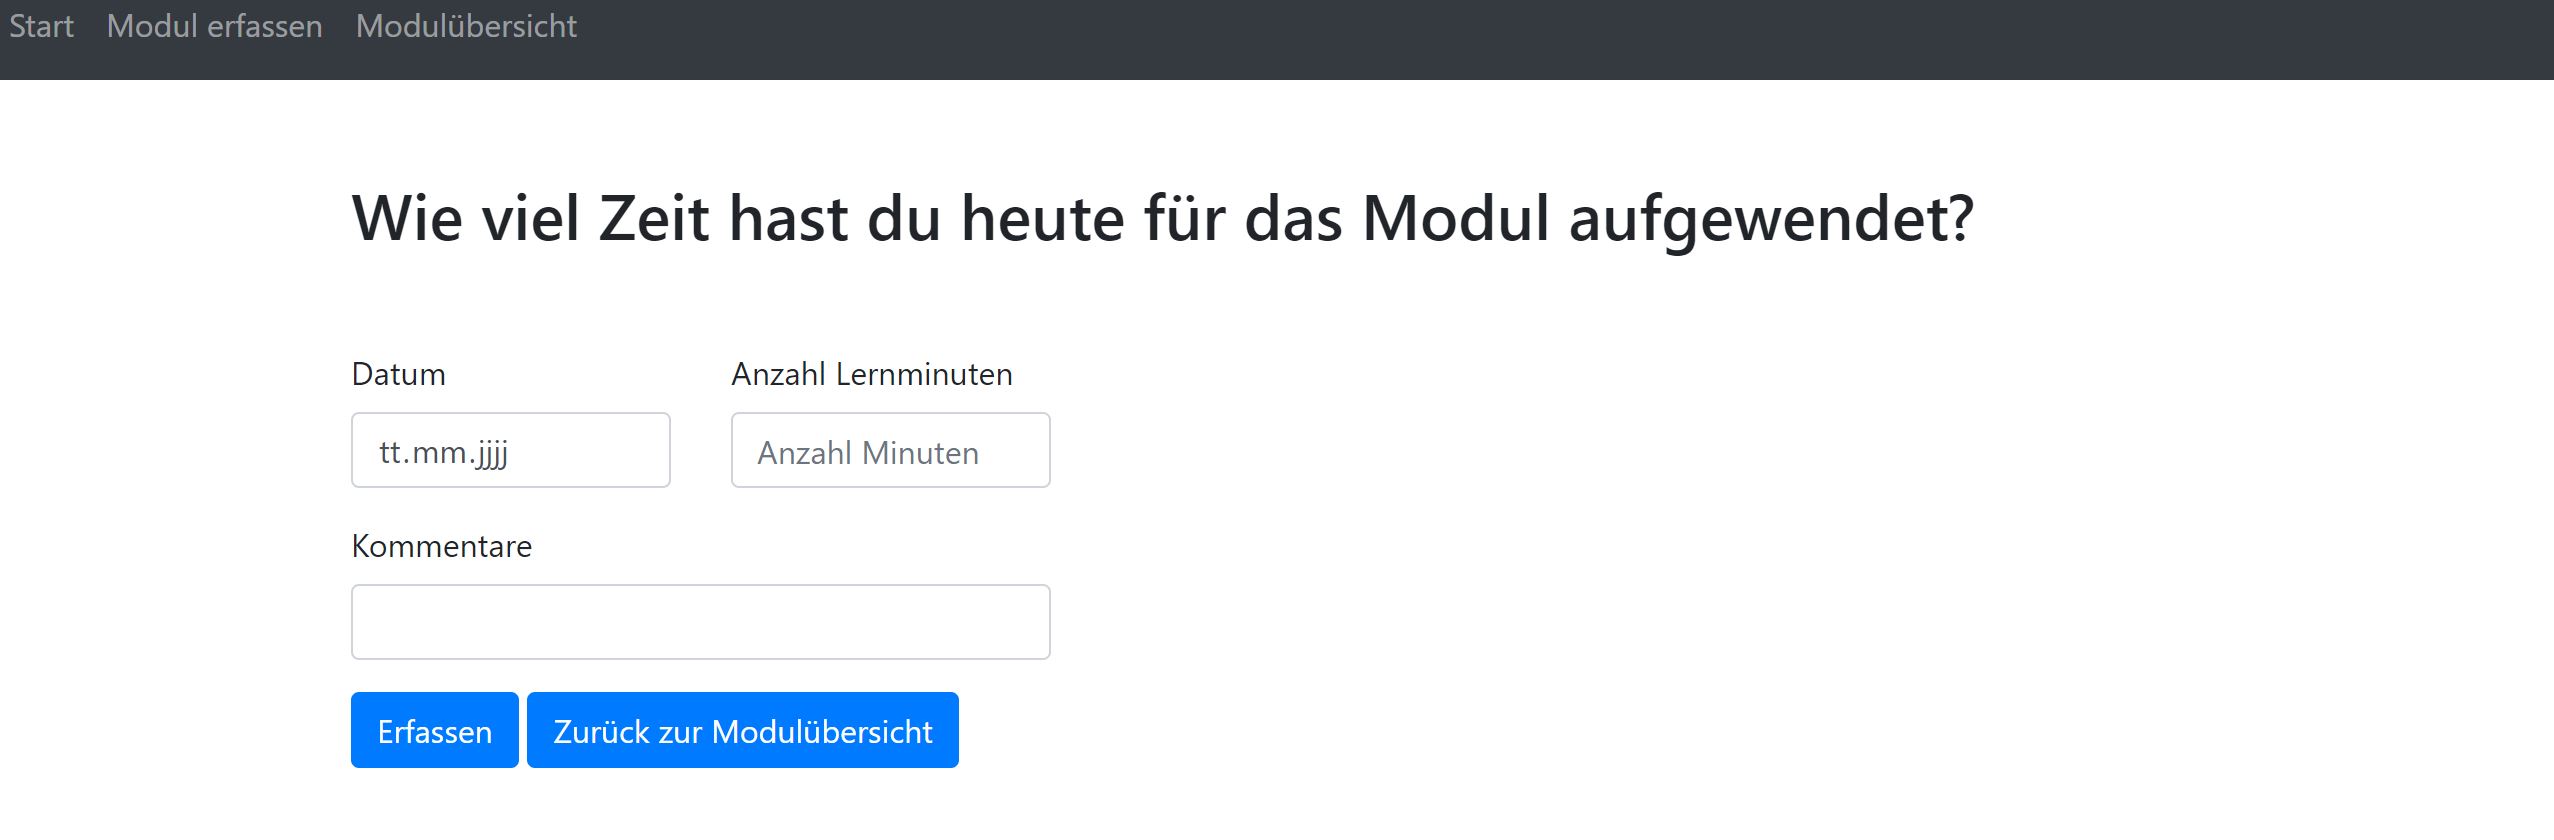 Start Modul erfassen Modulübersicht
Wie viel Zeit hast du heute für das Modul aufgewendet?
Datum Anzahl Lernminuten
tt.mm.jjjj Anzahl Minuten
Kommentare
Erfassen Zurück zur Modulübersicht